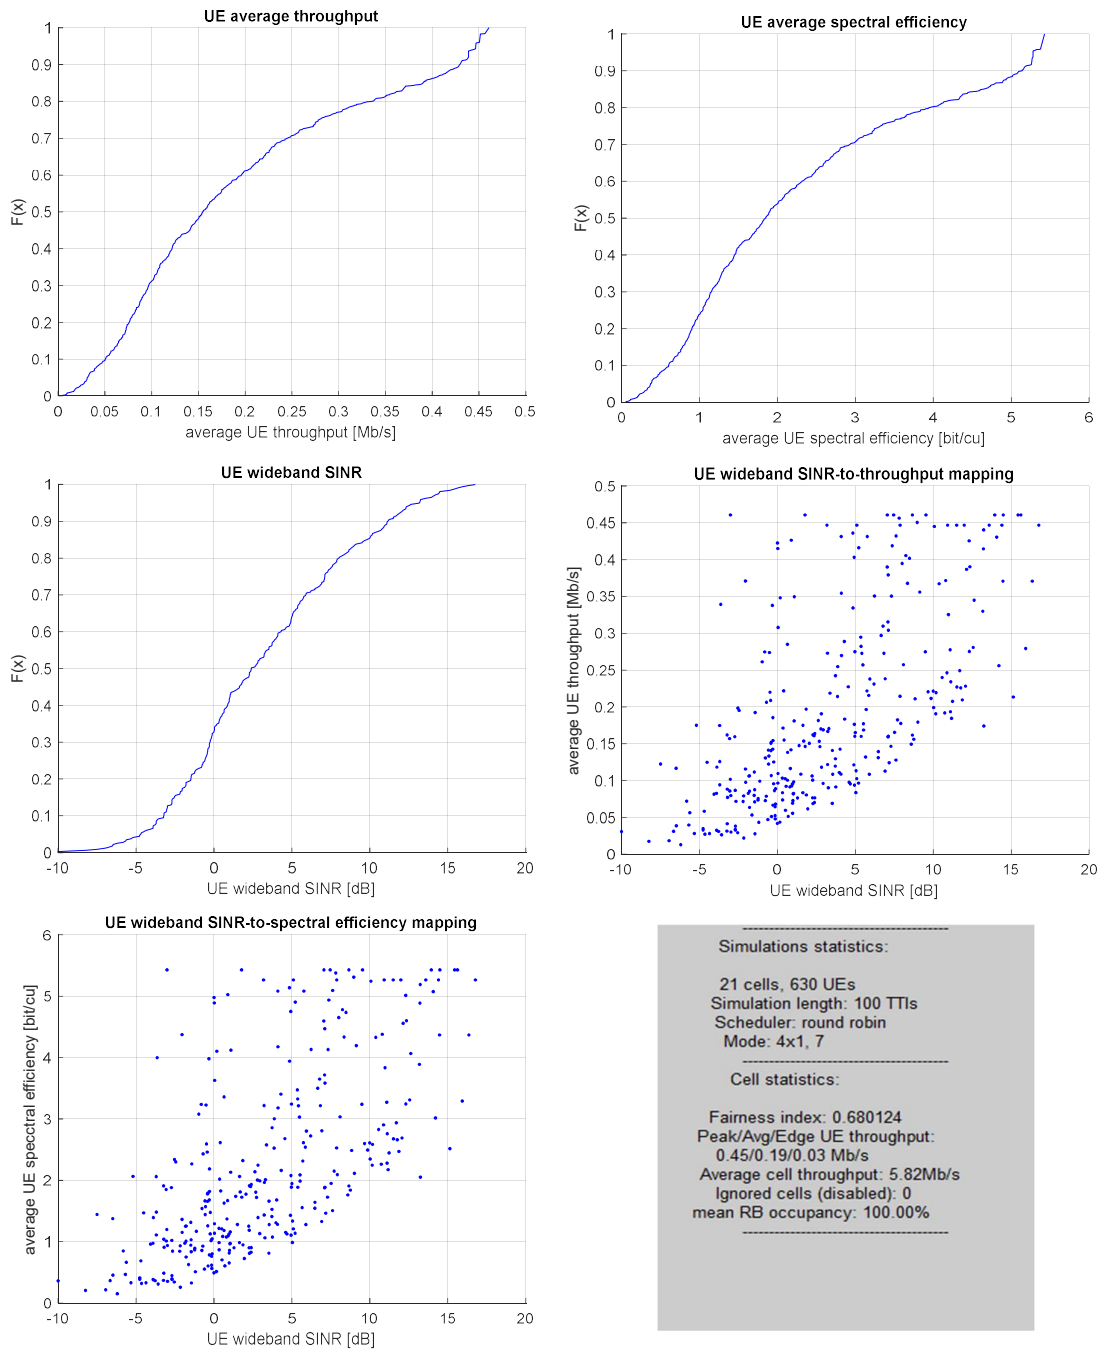 UE average throughput
1
0.9
0.8
0.7
0.6
0.5
0.4
0.3
0.2
0.1
0
F(x)
0 0.05 0.1 0.15 0.2 0.25 0.3 0.35 0.4 0.45 0.5
average UE throughput [Mb/s]
UE average spectral efficiency
1
0.9
0.8
0.7
0.6
0.5
0.4
0.3
0.2
0.1
0
F(x)
0 1 2 3 4 5 6
average UE spectral efficiency [bit/cu]
UE wideband SINR
1
0.9
0.8
0.7
0.6
0.5
0.4
0.3
0.2
0.1
0
F(x)
-10 -5 0 5 10 15 20
UE wideband SINR [dB]
UE wideband SINR-to-throughput mapping
0.5
0.45
0.4
0.35
0.3
0.25
0.2
0.15
0.1
0.05
0
average UE throughput [Mb/s]
-10 -5 0 5 10 15 20
UE wideband SINR [dB]
UE wideband SINR-to-spectral efficiency mapping
6
5
4
3
2
1
0
average UE specctral efficiency [bit/cu]
-10 -5 0 5 10 15 20
UE wideband SINR [dB]
----------------------------------------
Simulations statistics:
21 cells, 630 UEs
Simulation length: 100 TTIs
Scheduler: round robin
Mode: 4x1, 7
----------------------------------------
Cell statistics:
Fairness index: 0.680124
Peak/Avg/Edge UE throughput:
0.45/0.19/0.03 Mb/s
Average cell throughput: 5.82Mb/s
Ignored cells (disabled): 0
mean RB occupancy: 100.00%
----------------------------------------